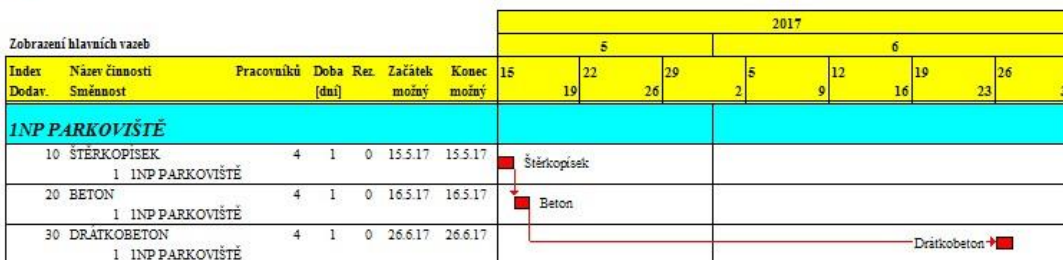 2017
Zobrazení hlavních vazeb
5 6
Index Název činnosti Pracovníků Doba Rez. Začátek Konec 15 22 29 5 12 19 26
Dodav. Směnnost [dní] možný možný 19 26 2 9 16 23
1NP PARKOVIŠTĚ
10 ŠTĚRKOPÍSEK 4 1 0 15.5.17 15.5.17 Štěrkopísek
1 1NP PARKOVIŠTĚ
20 BETON 4 1 0 16.5.17 16.5.17 Beton
1 1NP PARKOVIŠTĚ
30 DRÁTKOBETON 4 1 0 26.6.17 26.6.17 Drátkobeton
1 1NP PARKOVIŠTĚ